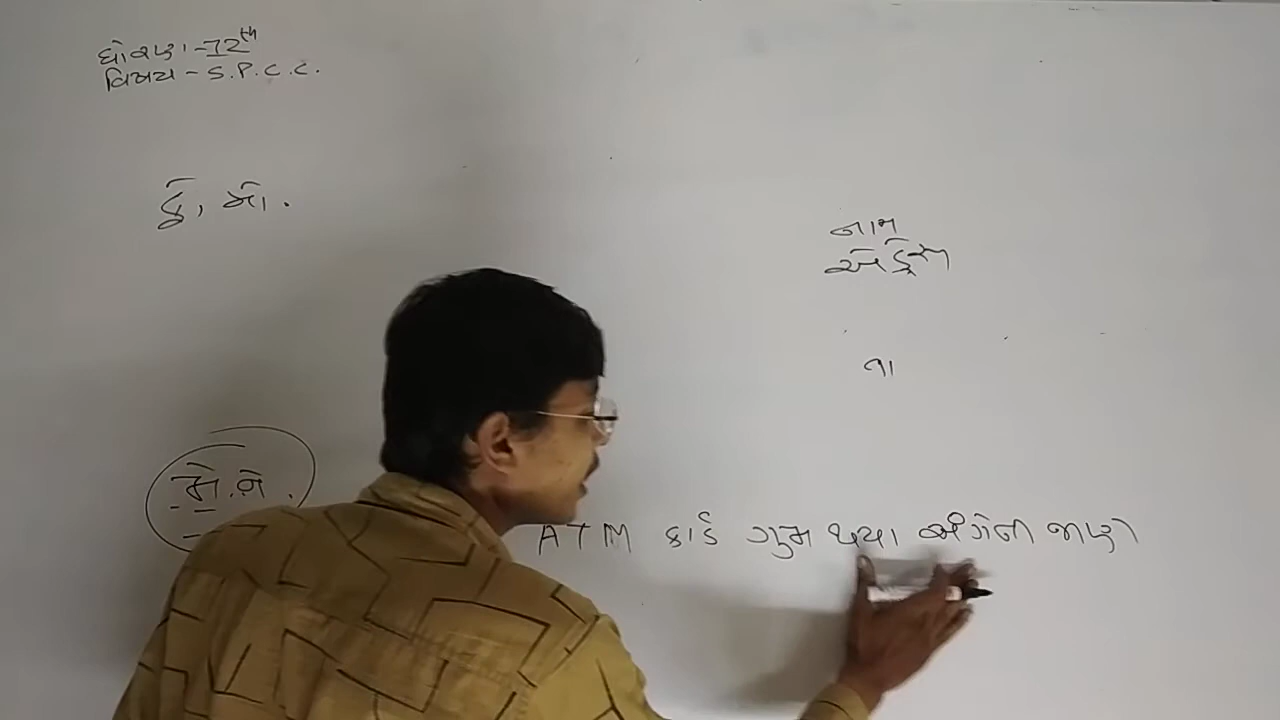 ધોરણ :- 12th
વિષય - S.P.C.C.
નામ
એડ્રેસ
તા
મે.ને.
ATM કાર્ડ ગુમ થયા અંગેની જાણ